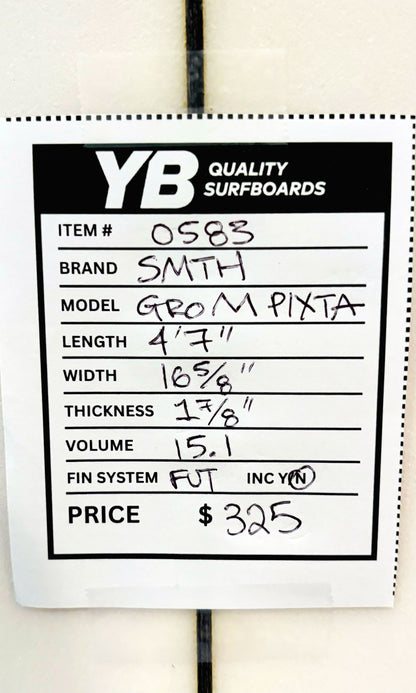 YB QUALITY
SURFBOARDS
ITEM # 0583
BRAND SMTH
MODEL GROM PIXTA
LENGTH 4'7"
WIDTH 16 5/8"
THICKNESS 1 7/8"
VOLUME 15.1
FIN SYSTEM FUT INC Y/N
PRICE $ 325